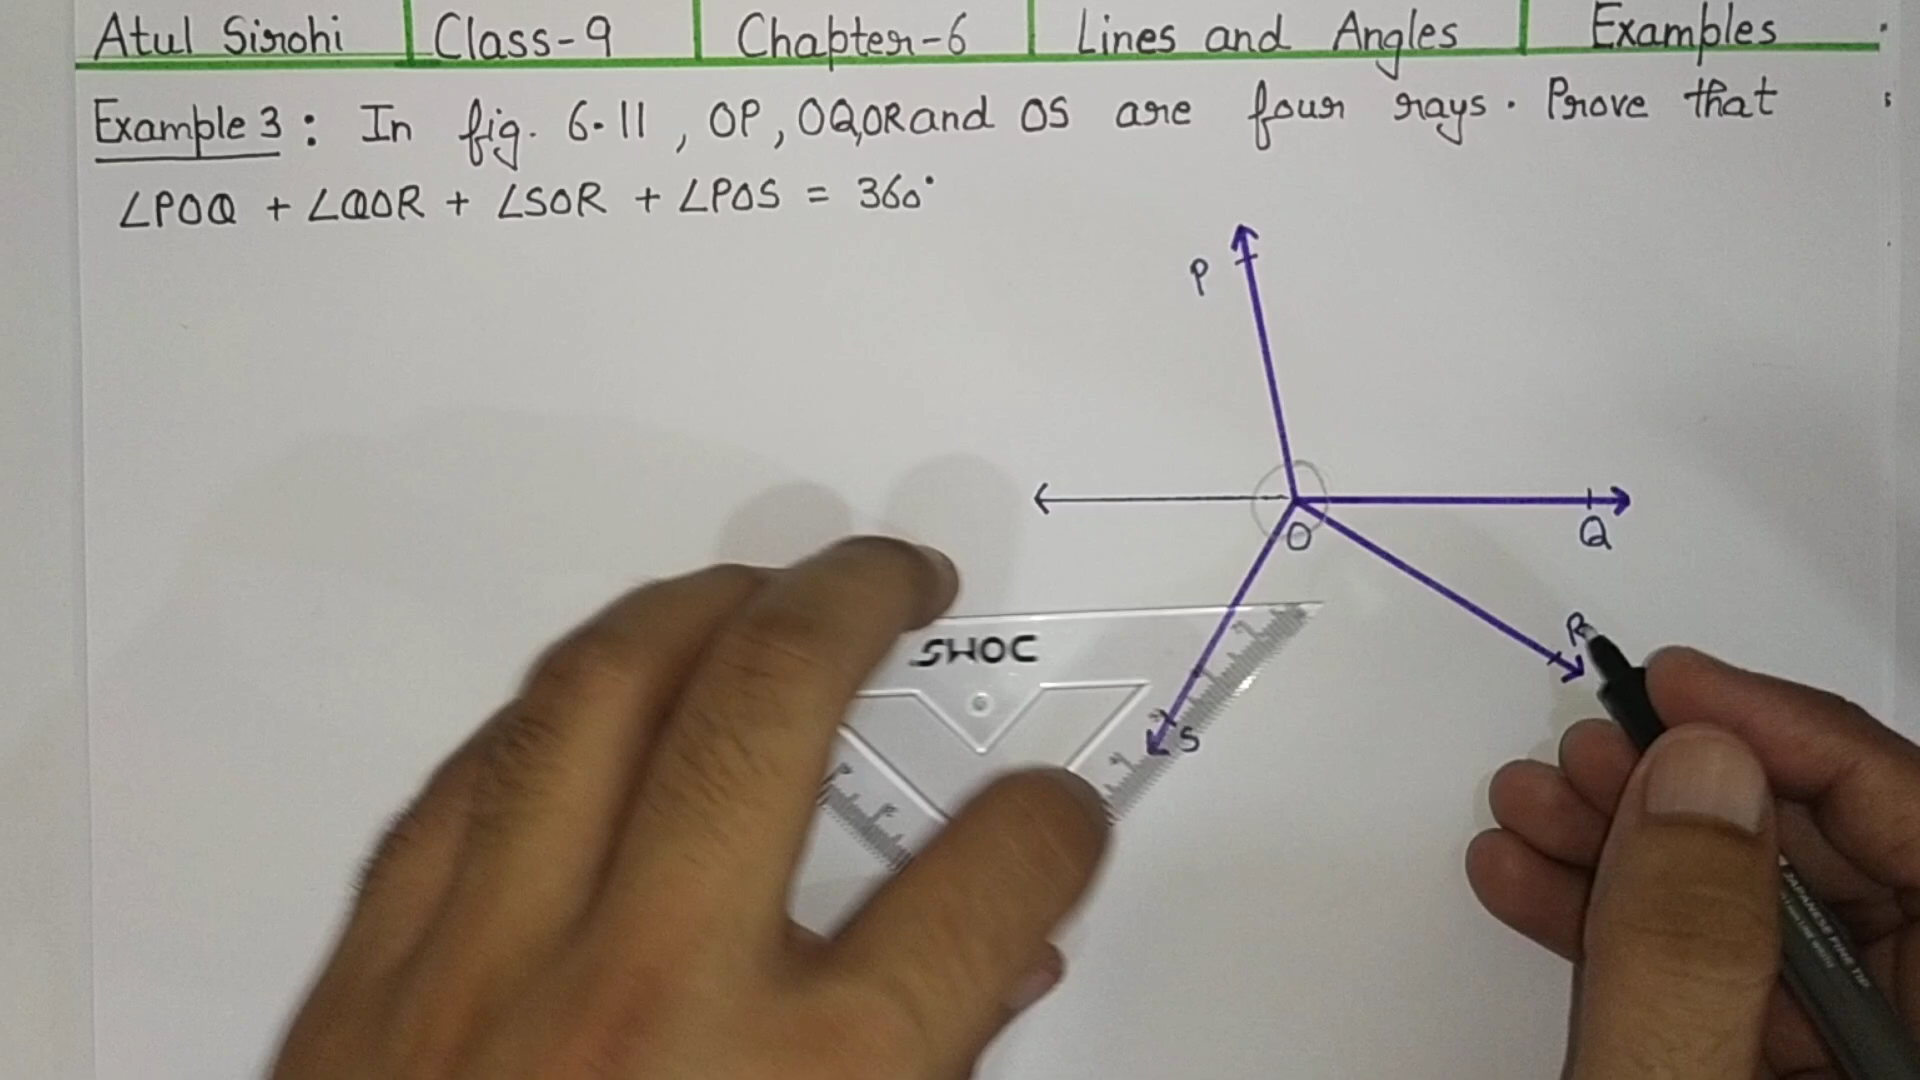 Atul Sirohi Class-9 Chapter-6 Lines and Angles Examples
Example 3: In fig. 6.11, OP, OQ,OR and OS are four rays. Prove that
∠POQ + ∠QOR + ∠SOR + ∠POS = 360°
P
O
Q
R
SHOC
S